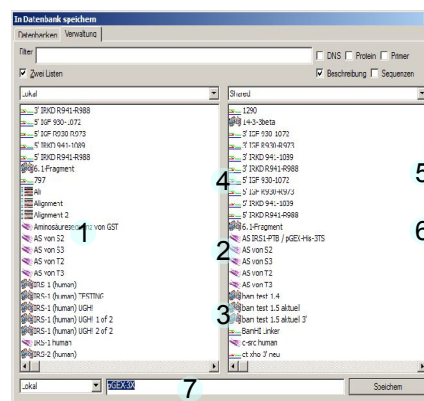 In Datenbank speichern
Datenbanken Verwaltung
Filter
DNS Protein Primer
Zwei Listen
Beschreibung Sequenzen
Lokal
3' IRKD R941-R988
5' IGF 930-1072
5' IGF R930 R973
5' IRKD 941-1089
5' IRKD R941-R988
6.1-Fragment
797
Ali
Alignment
Alignment 2
Aminosäuresequenz von GST
AS von S2
AS von S3
AS von T2
AS von T3
IRS-1 (human)
IRS-1 (human) TESTING
IRS-1 (human) UGH!
IRS-1 (human) UGH! 1 of 2
IRS-1 (human) UGH! 2 of 2
IRS-1 human
IRS-2 (human)
1
Shared
1290
14-3-3beta
3' IGF 930-1072
3' IGF R930-R973
3' IRKD 941-1089
3' IRKD R941-R988
5' IGF 930-1072
5' IGF R930-R973
5' IRKD 941-1089
5' IRKD R941-R988
6.1-Fragment
AS IRS1-PTB / pGEX-His-3TS
AS von S2
AS von S3
AS von T2
AS von T3
bam test 1.4
bam test 1.5 aktuell
bam test 1.5 aktuell 3'
BamHI Linker
c-src human
ct xho 3' neu
4
2
3
5
6
Lokal
pGEX-3X
7
Speichern